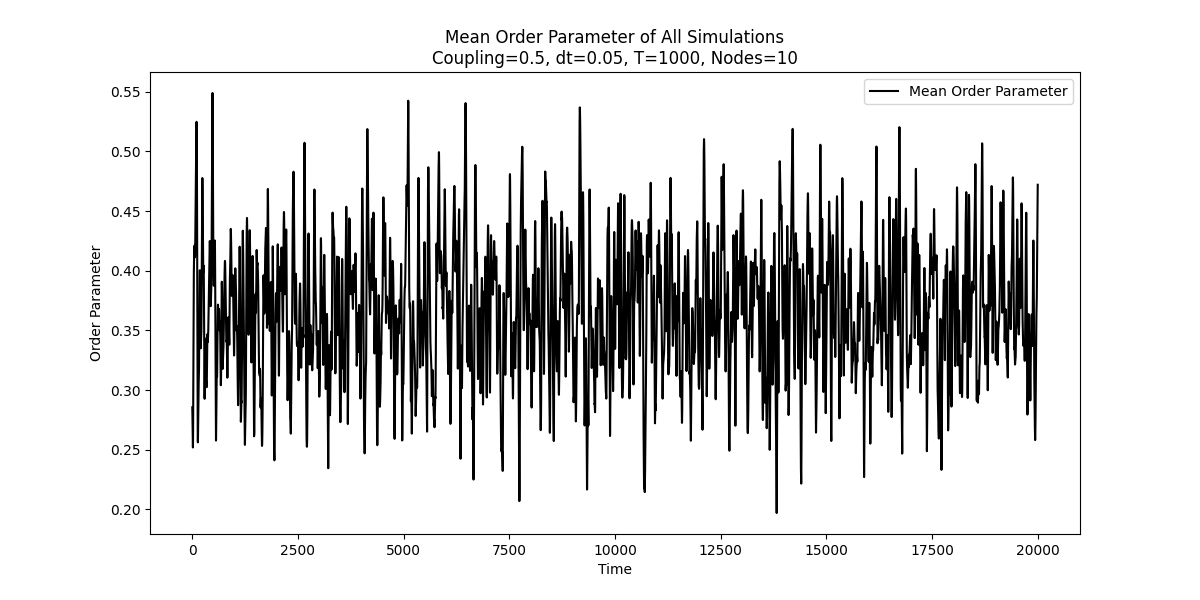 Mean Order Parameter of All Simulations
Coupling=0.5, dt=0.05, T=1000, Nodes=10
Mean Order Parameter
0.55
0.50
0.45
0.40
0.35
0.30
0.25
0.20
Order Parameter
0 2500 5000 7500 10000 12500 15000 17500 20000
Time